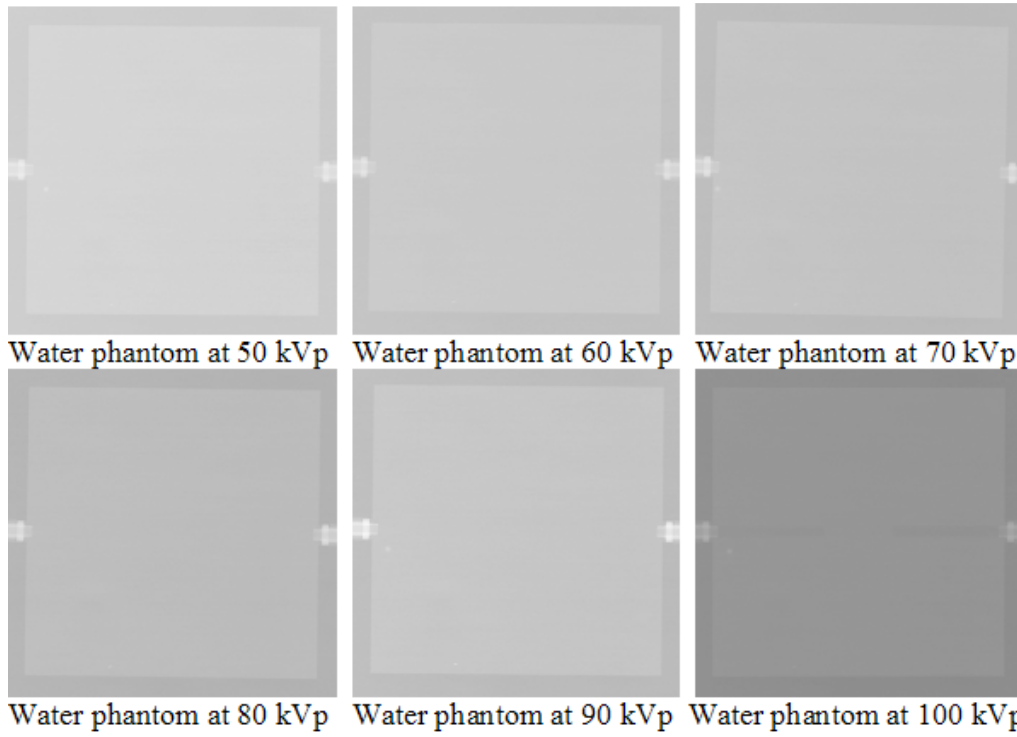 Water phantom at 50 kVp
Water phantom at 60 kVp
Water phantom at 70 kVp
Water phantom at 80 kVp
Water phantom at 90 kVp
Water phantom at 100 kVp